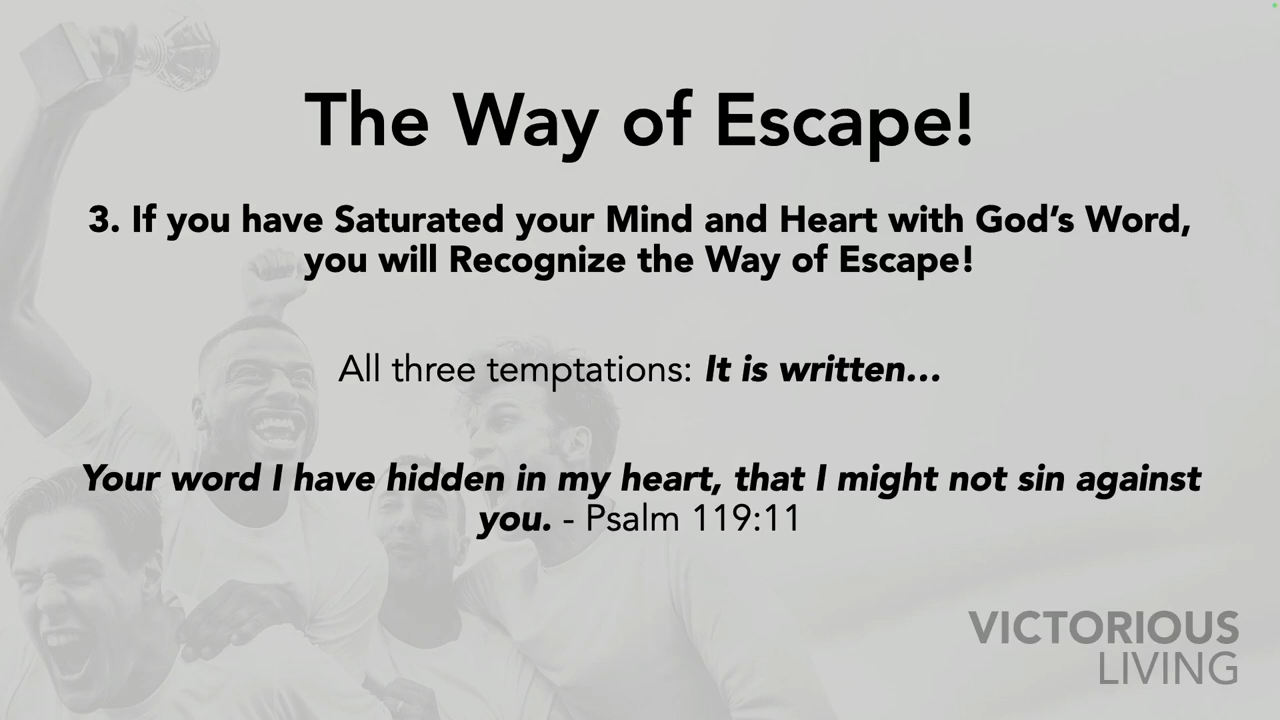 The Way of Escape!
3. If you have Saturated your Mind and Heart with God’s Word,
you will Recognize the Way of Escape!
All three temptations: It is written…
Your word I have hidden in my heart, that I might not sin against
you. - Psalm 119:11
VICTORIOUS
LIVING